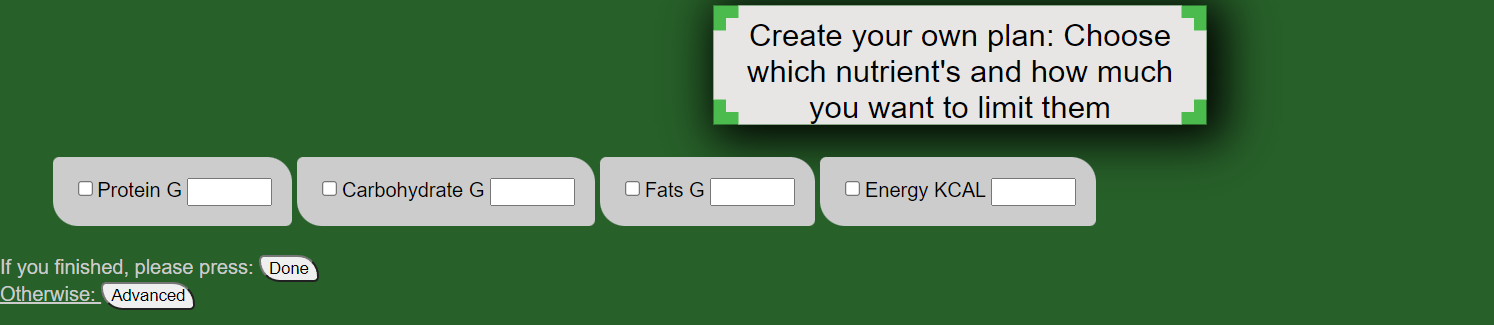 Create your own plan: Choose
which nutrient's and how much
you want to limit them
Protein G
Carbohydrate G
Fats G
Energy KCAL
If you finished, please press: Done
Otherwise: Advanced